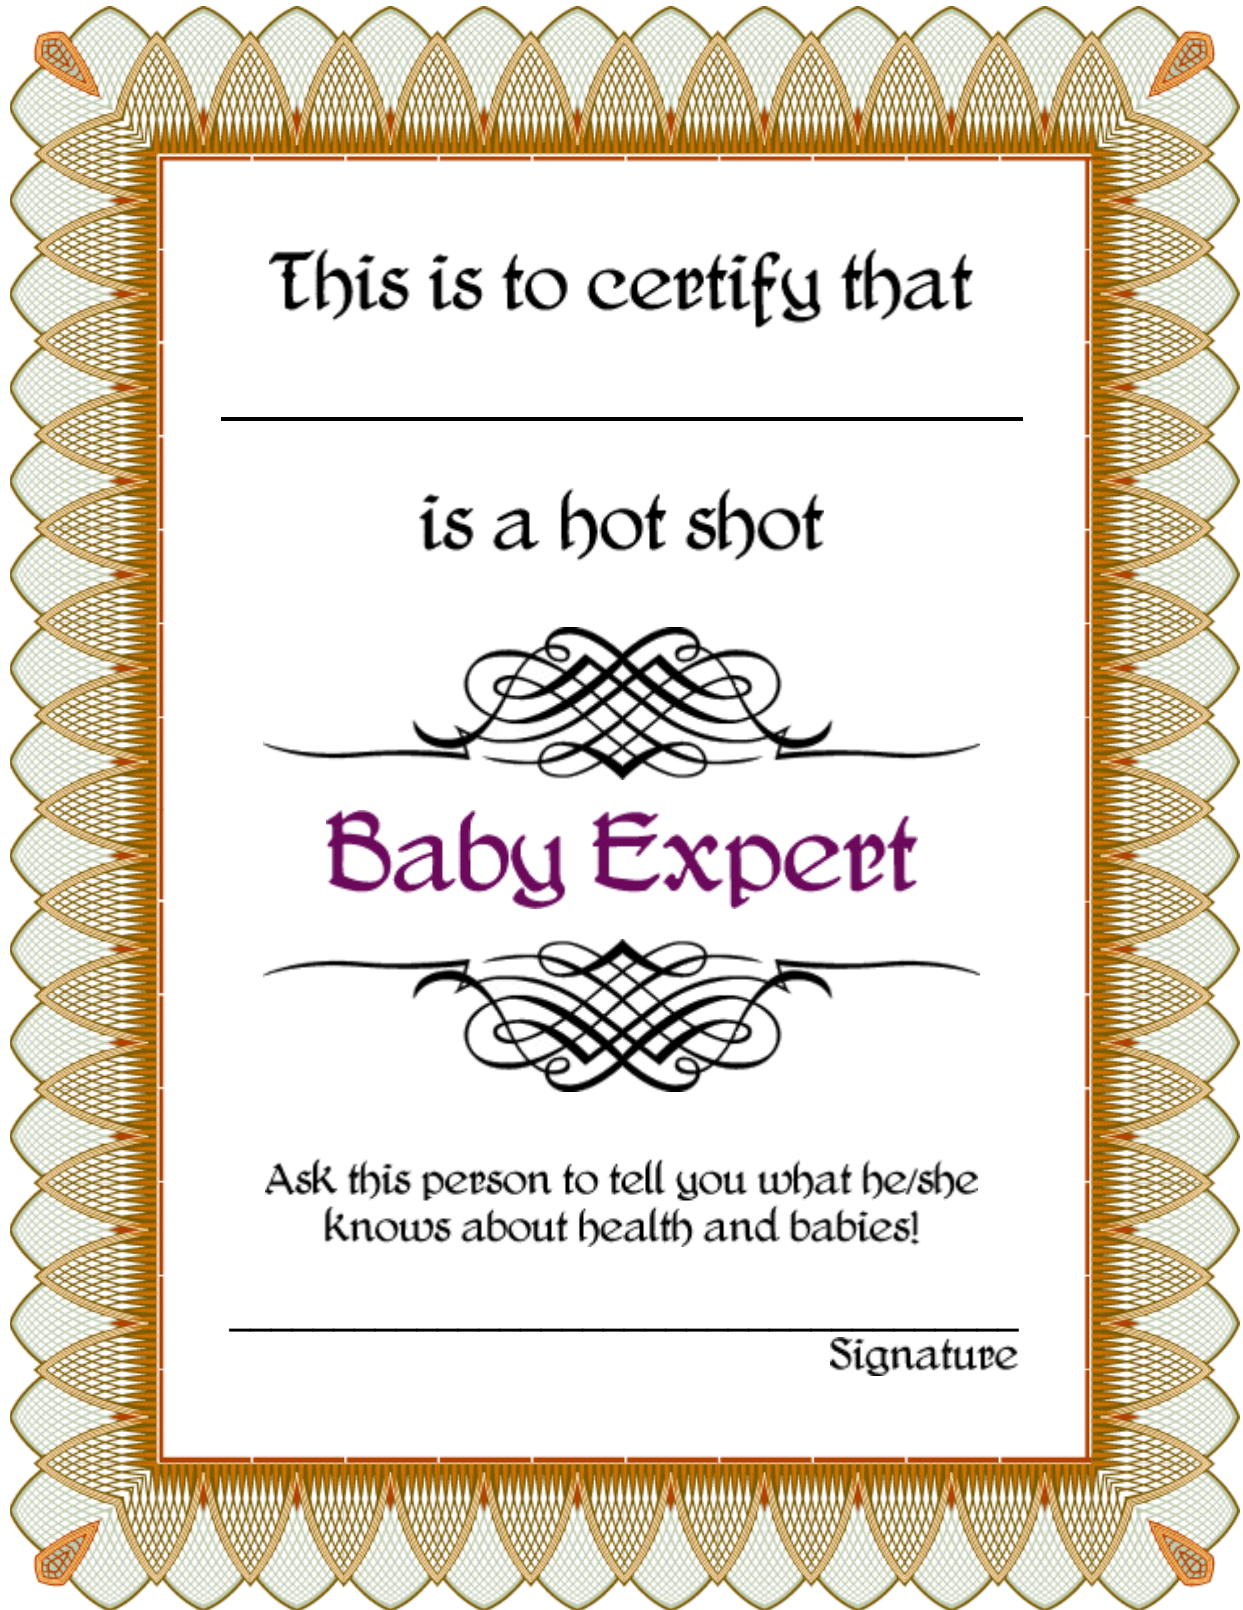 This is to certify that
is a hot shot
Baby Expert
Ask this person to tell you what he/she
knows about health and babies!
Signature